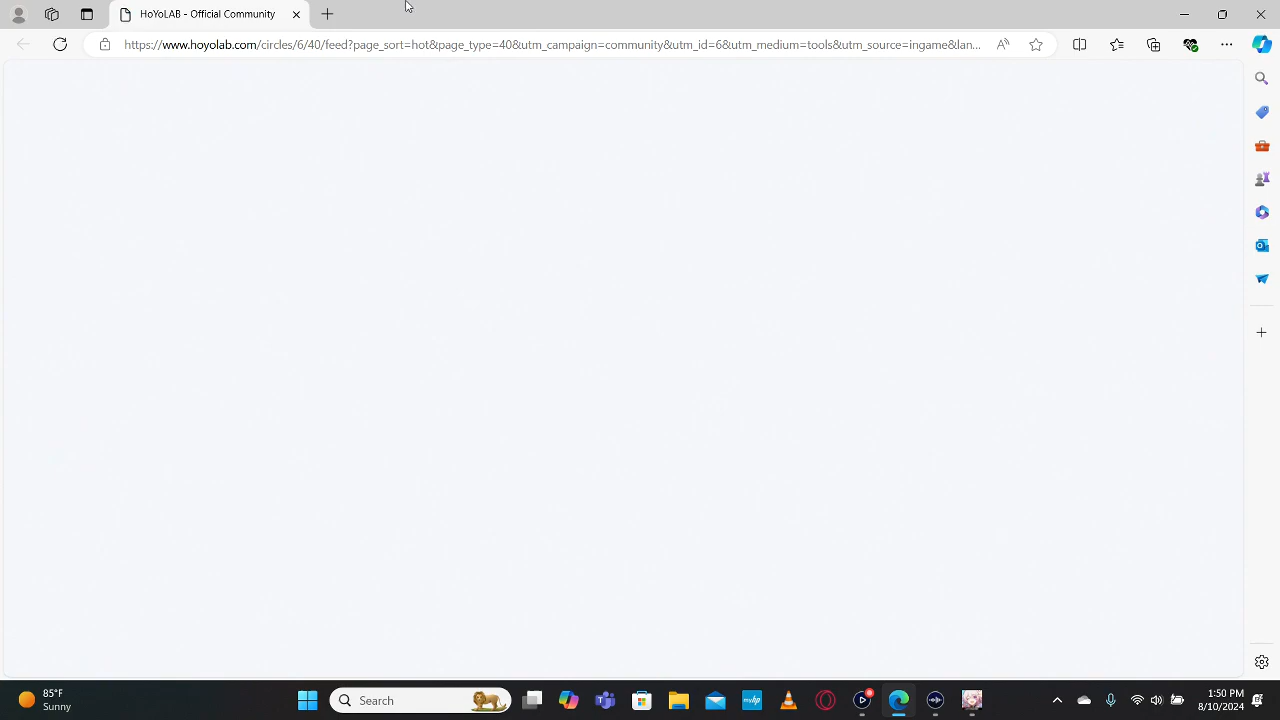 HoYoLAB - Official Community
https://www.hoyolab.com/circles/6/40/feed?page_sort=hot&page_type=40&utm_campaign=community&utm_id=6&utm_medium=tools&utm_source=ingame&lan...
85°F
Sunny
Search
myhp
1:50 PM
8/10/2024